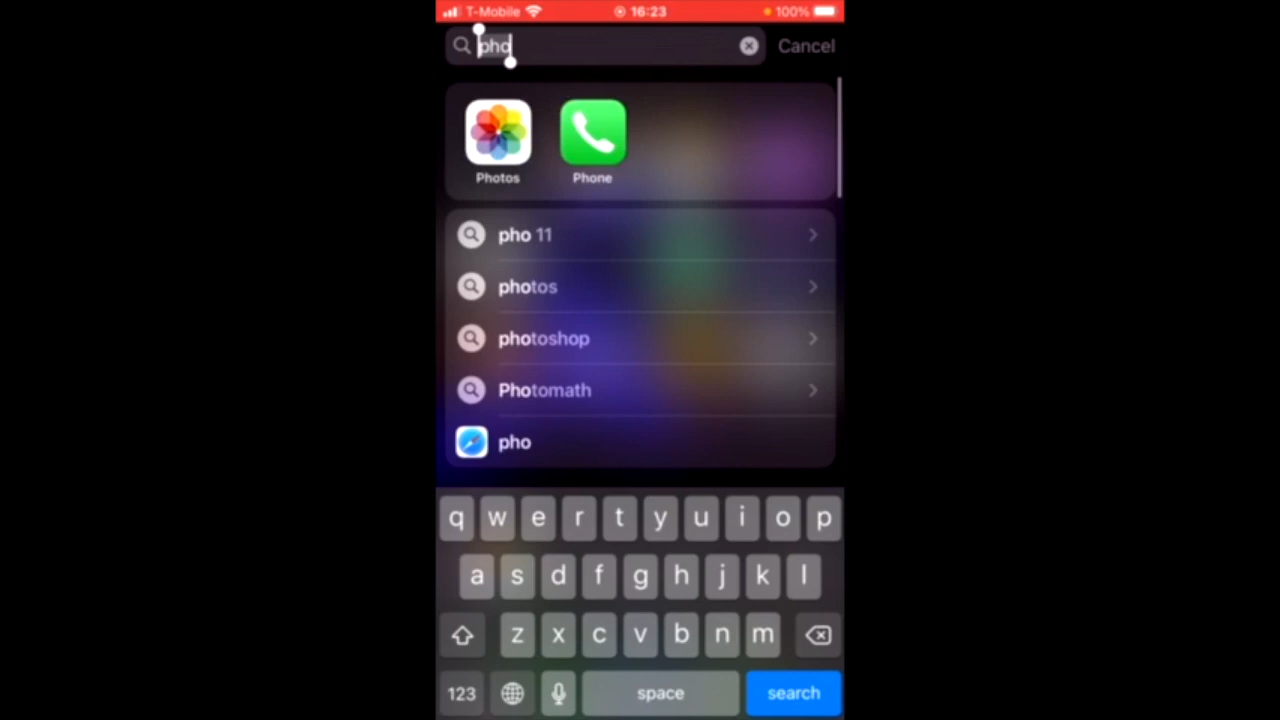 T-Mobile 16:23 100%
pho Cancel
Photos Phone
pho 11
photos
photoshop
Photomath
pho
q w e r t y u i o p
a s d f g h j k l
z x c v b n m
123 space search